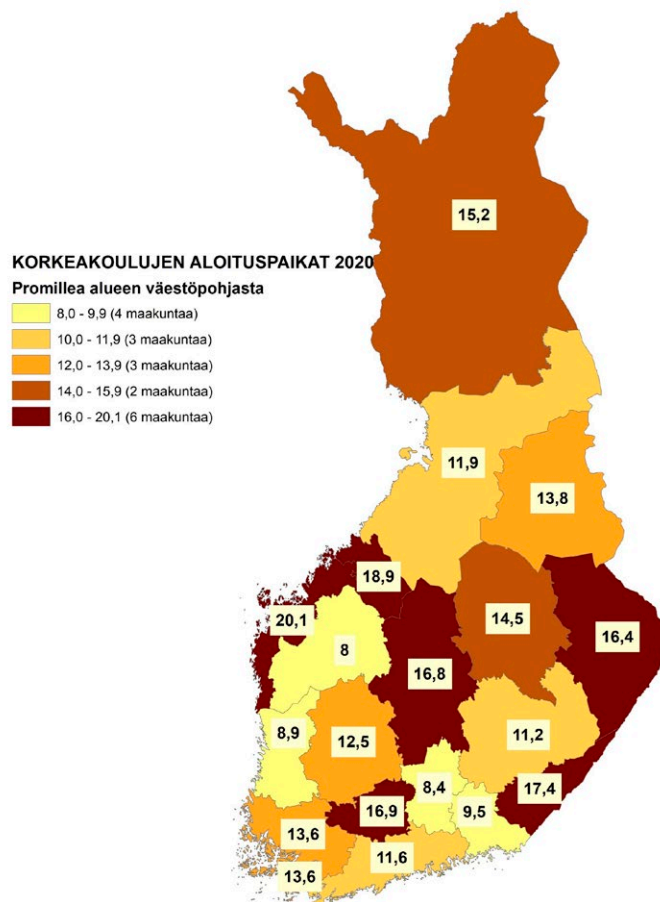 15,2
KORKEAKOULUJEN ALOITUSPAIKAT 2020
Promillea alueen väestöpohjasta
8,0 - 9,9 (4 maakuntaa)
10,0 - 11,9 (3 maakuntaa)
12,0 - 13,9 (3 maakuntaa)
14,0 - 15,9 (2 maakuntaa)
16,0 - 20,1 (6 maakuntaa)
11,9
13,8
18,9
20,1
14,5
16,4
8
16,8
8,9
12,5
11,2
8,4
17,4
16,9
9,5
13,6
11,6
13,6